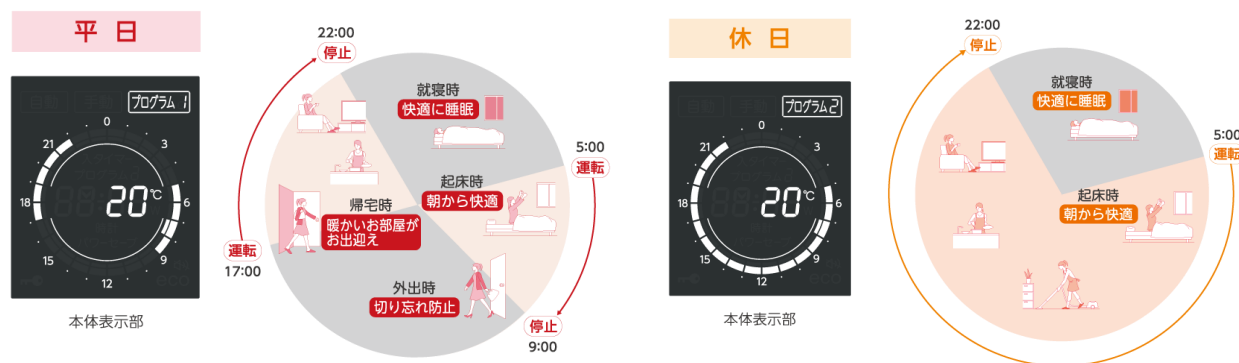 平日
プログラム 1
0
3
6
9
12
15
18
21
20℃
本体表示部
22:00
停止
就寝時
快適に睡眠
5:00
運転
起床時
朝から快適
帰宅時
暖かいお部屋が
お出迎え
運転
17:00
外出時
切り忘れ防止
停止
9:00
休日
プログラム2
0
3
6
9
12
15
18
21
20℃
本体表示部
22:00
停止
就寝時
快適に睡眠
5:00
運転
起床時
朝から快適